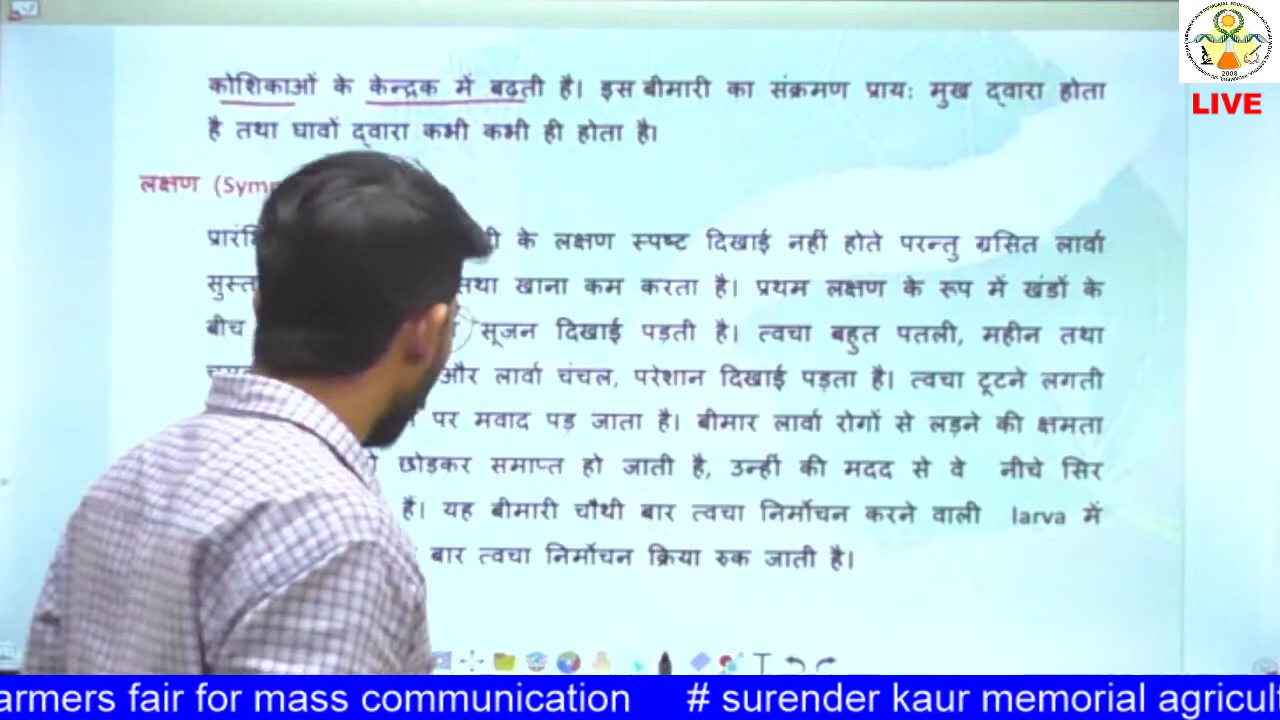 कोशिकाओं के केन्द्रक में बढ़ती है। इस बीमारी का संक्रमण प्राय: मुख द्वारा होता
है तथा घावों द्वारा कभी कभी ही होता है।
लक्षण (Symp
के लक्षण स्पष्ट दिखाई नहीं होते परन्तु ग्रसित लार्वा
सुस्त तथा खाना कम करता है। प्रथम लक्षण के रूप में खंडों के
बीच सूजन दिखाई पड़ती है। त्वचा बहुत पतली, महीन तथा
और लार्वा चंचल, परेशान दिखाई पड़ता है। त्वचा टूटने लगती
पर मवाद पड़ जाता है। बीमार लार्वा रोगों से लड़ने की क्षमता
छोड़कर समाप्त हो जाती है, उन्हीं की मदद से वे नीचे सिर
हैं। यह बीमारी चौथी बार त्वचा निर्मोचन करने वाली larva में
बार त्वचा निर्मोचन क्रिया रुक जाती है।
LIVE
2008
armers fair for mass communication # surender kaur memorial agricul